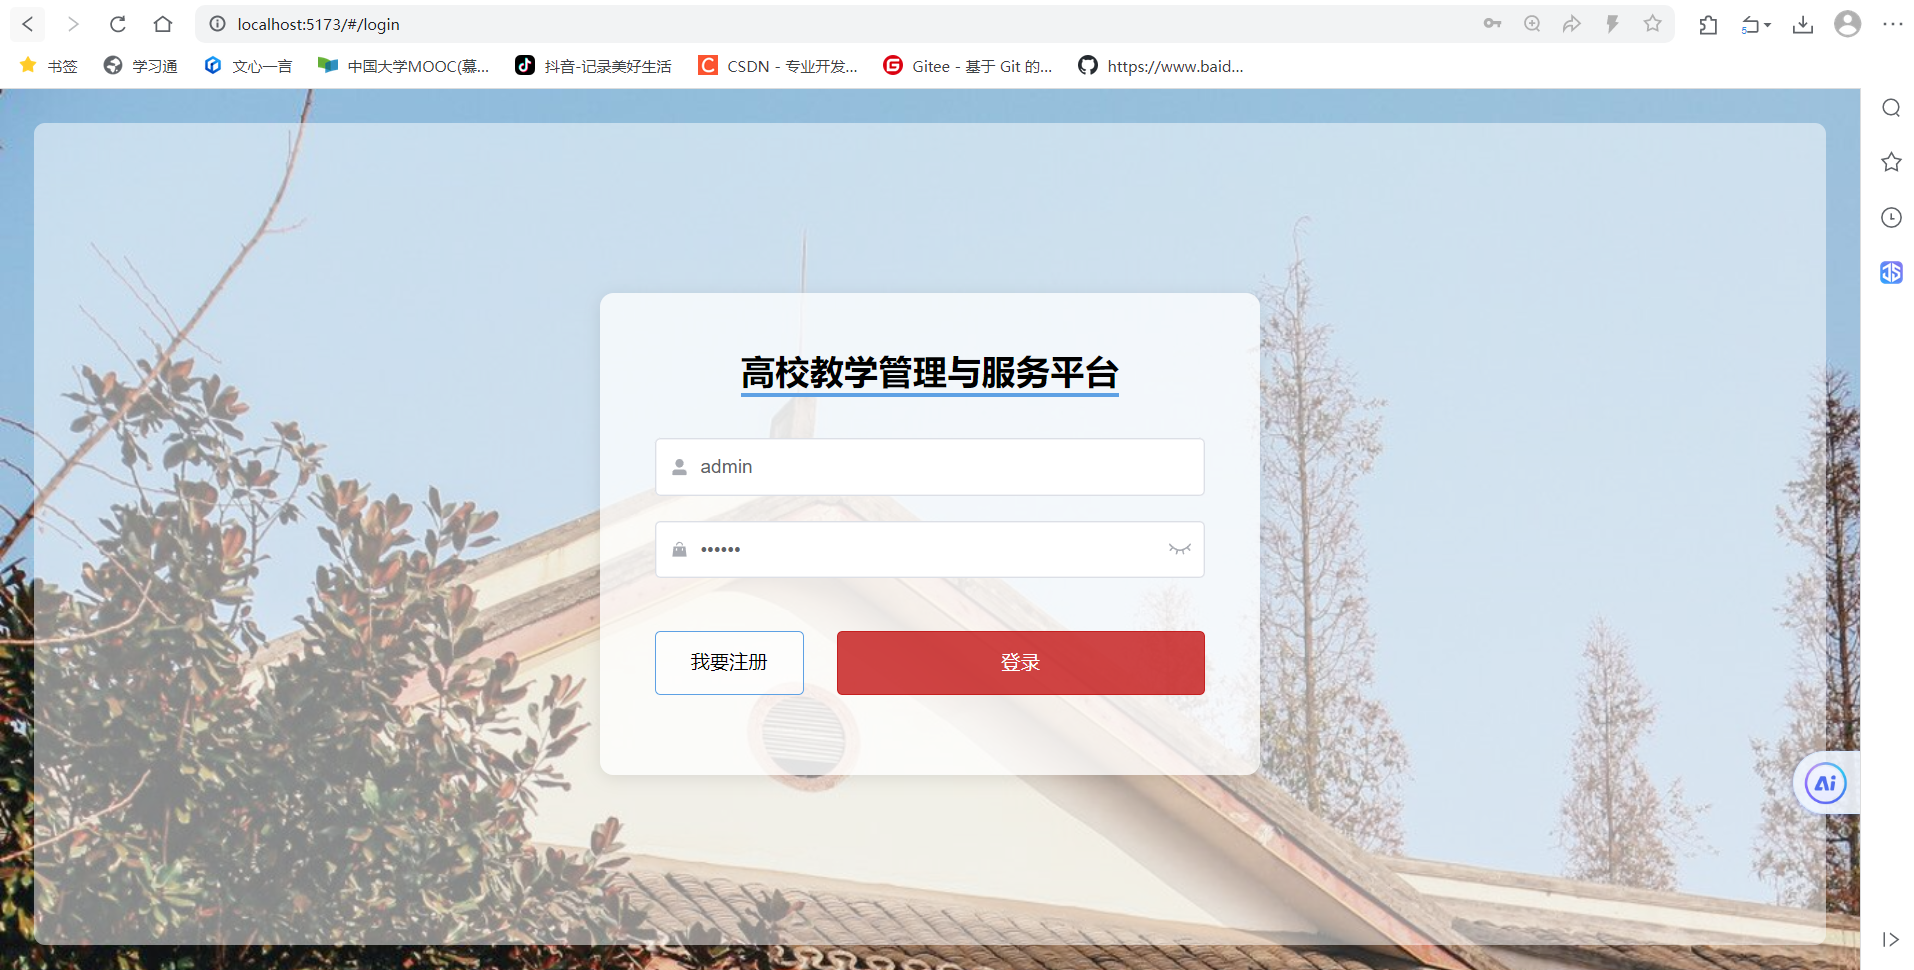 localhost:5173/#/login
书签
学习通
文心一言
中国大学MOOC(慕...
抖音-记录美好生活
CSDN - 专业开发...
Gitee - 基于 Git 的...
https://www.baid...
高校教学管理与服务平台
admin
••••••
我要注册
登录
Ai